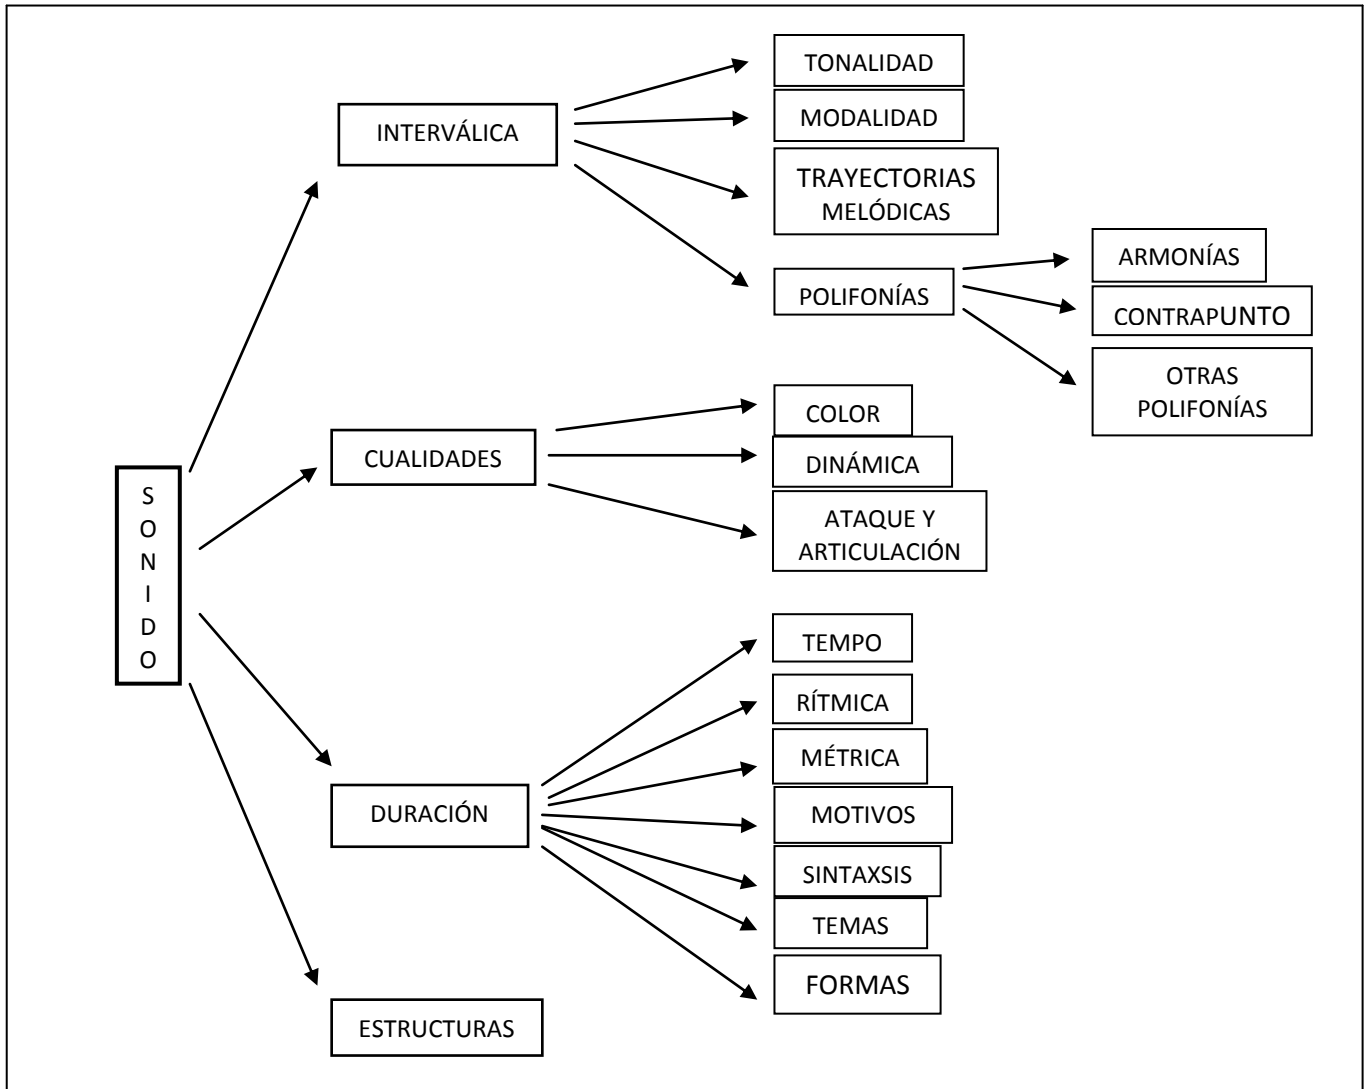 TONALIDAD
INTERVÁLICA
MODALIDAD
TRAYECTORIAS
MELÓDICAS
ARMONÍAS
POLIFONÍAS
CONTRAPUNTO
OTRAS
POLIFONÍAS
COLOR
CUALIDADES
DINÁMICA
ATAQUE Y
ARTICULACIÓN
S
O
N
I
D
O
TEMPO
RÍTMICA
MÉTRICA
DURACIÓN
MOTIVOS
SINTAXSIS
TEMAS
FORMAS
ESTRUCTURAS